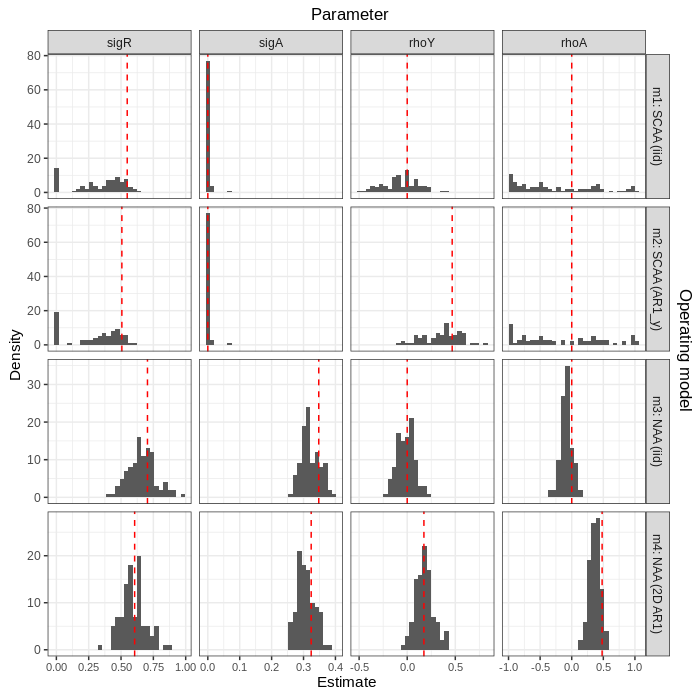 Parameter
sigR sigA rhoY rhoA
80
60
40
20
0
m1: SCAA (iid)
80
60
40
20
0
m2: SCAA (AR1_y)
30
20
10
0
m3: NAA (iid)
20
10
0
m4: NAA (2D AR1)
Density
Operating model
0.00 0.25 0.50 0.75 1.00 0.0 0.1 0.2 0.3 0.4 -0.5 0.0 0.5 -1.0 -0.5 0.0 0.5 1.0
Estimate